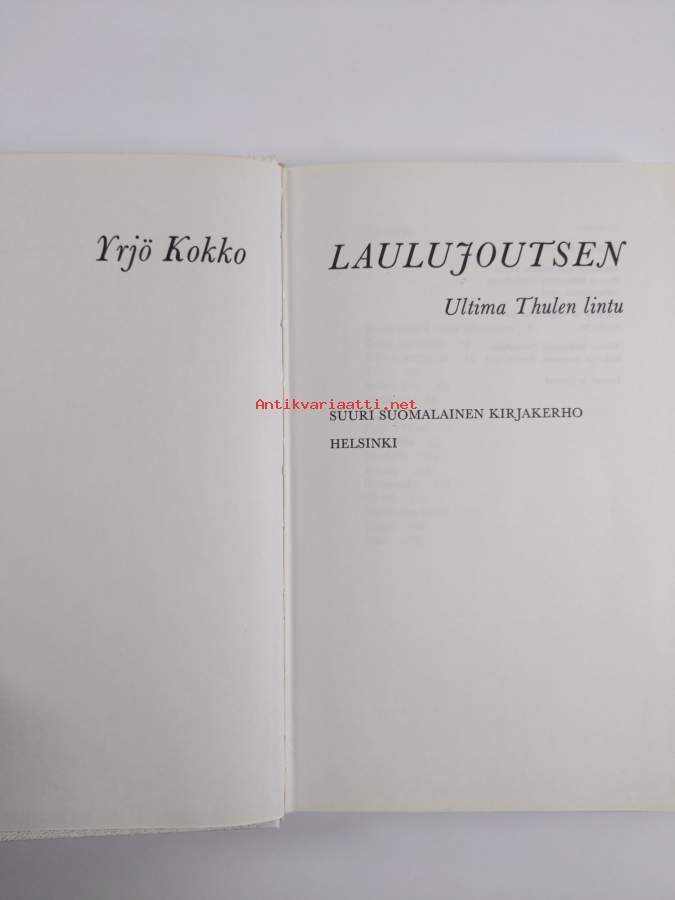 Yrjö Kokko
LAULUJOUTSEN
Ultima Thulen lintu
Antikvariaatti.net
SUURI SUOMALAINEN KIRJAKERHO
HELSINKI